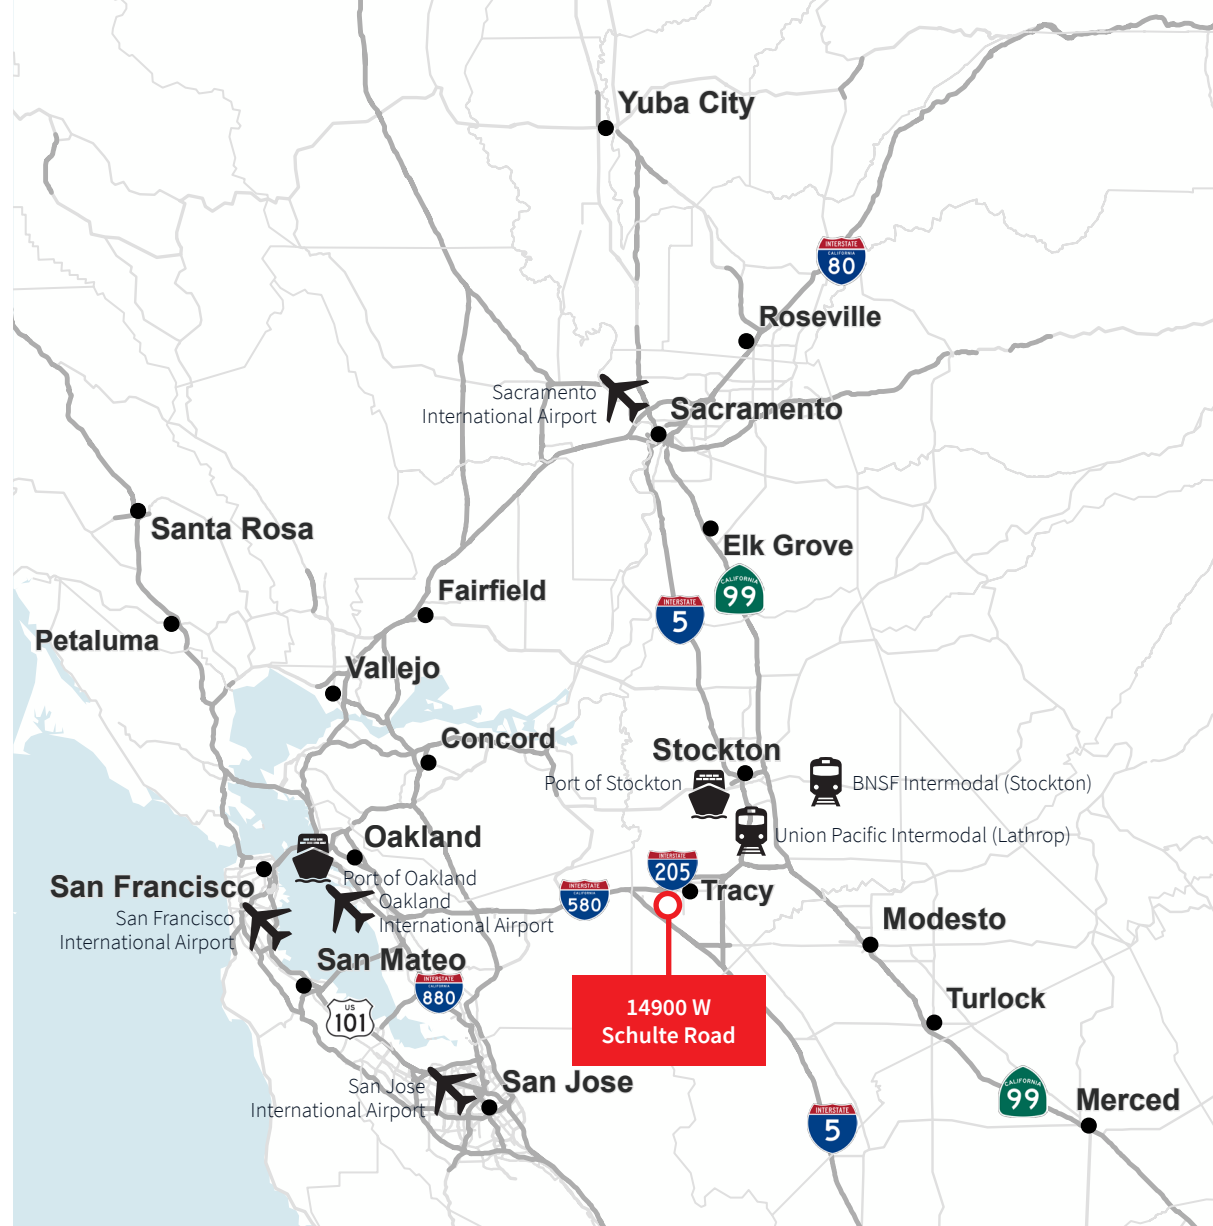 Yuba City
INTERSTATE
CALIFORNIA
80
Roseville
Sacramento
International Airport
Sacramento
Santa Rosa
Elk Grove
CALIFORNIA
99
Fairfield
INTERSTATE
5
Petaluma
Vallejo
Concord
Stockton
Port of Stockton
BNSF Intermodal (Stockton)
Union Pacific Intermodal (Lathrop)
Oakland
Port of Oakland
INTERSTATE
205
Tracy
San Francisco
San Francisco
International Airport
Oakland
International Airport
INTERSTATE
CALIFORNIA
580
Modesto
San Mateo
INTERSTATE
CALIFORNIA
880
US
101
14900 W
Schulte Road
Turlock
San Jose
International Airport
San Jose
CALIFORNIA
99
Merced
INTERSTATE
5